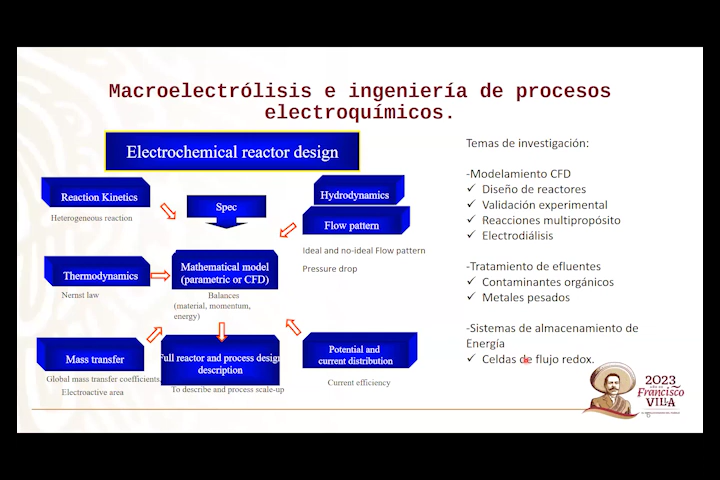 Macroelectrólisis e ingeniería de procesos
electroquímicos.
Electrochemical reactor design
Reaction Kinetics
Heterogeneous reaction
Spec
Hydrodynamics
Flow pattern
Ideal and no-ideal Flow pattern
Pressure drop
Thermodynamics
Nernst law
Mathematical model
(parametric or CFD)
Balances
(material, momentum,
energy)
Mass transfer
Global mass transfer coefficients,
Electroactive area
Full reactor and process design
description
To describe and process scale-up
Potential and
current distribution
Current efficiency
Temas de investigación:
-Modelamiento CFD
✓ Diseño de reactores
✓ Validación experimental
✓ Reacciones multipropósito
✓ Electrodiálisis
-Tratamiento de efluentes
✓ Contaminantes orgánicos
✓ Metales pesados
-Sistemas de almacenamiento de
Energía
✓ Celdas de flujo redox.
2023
Francisco
VILLA